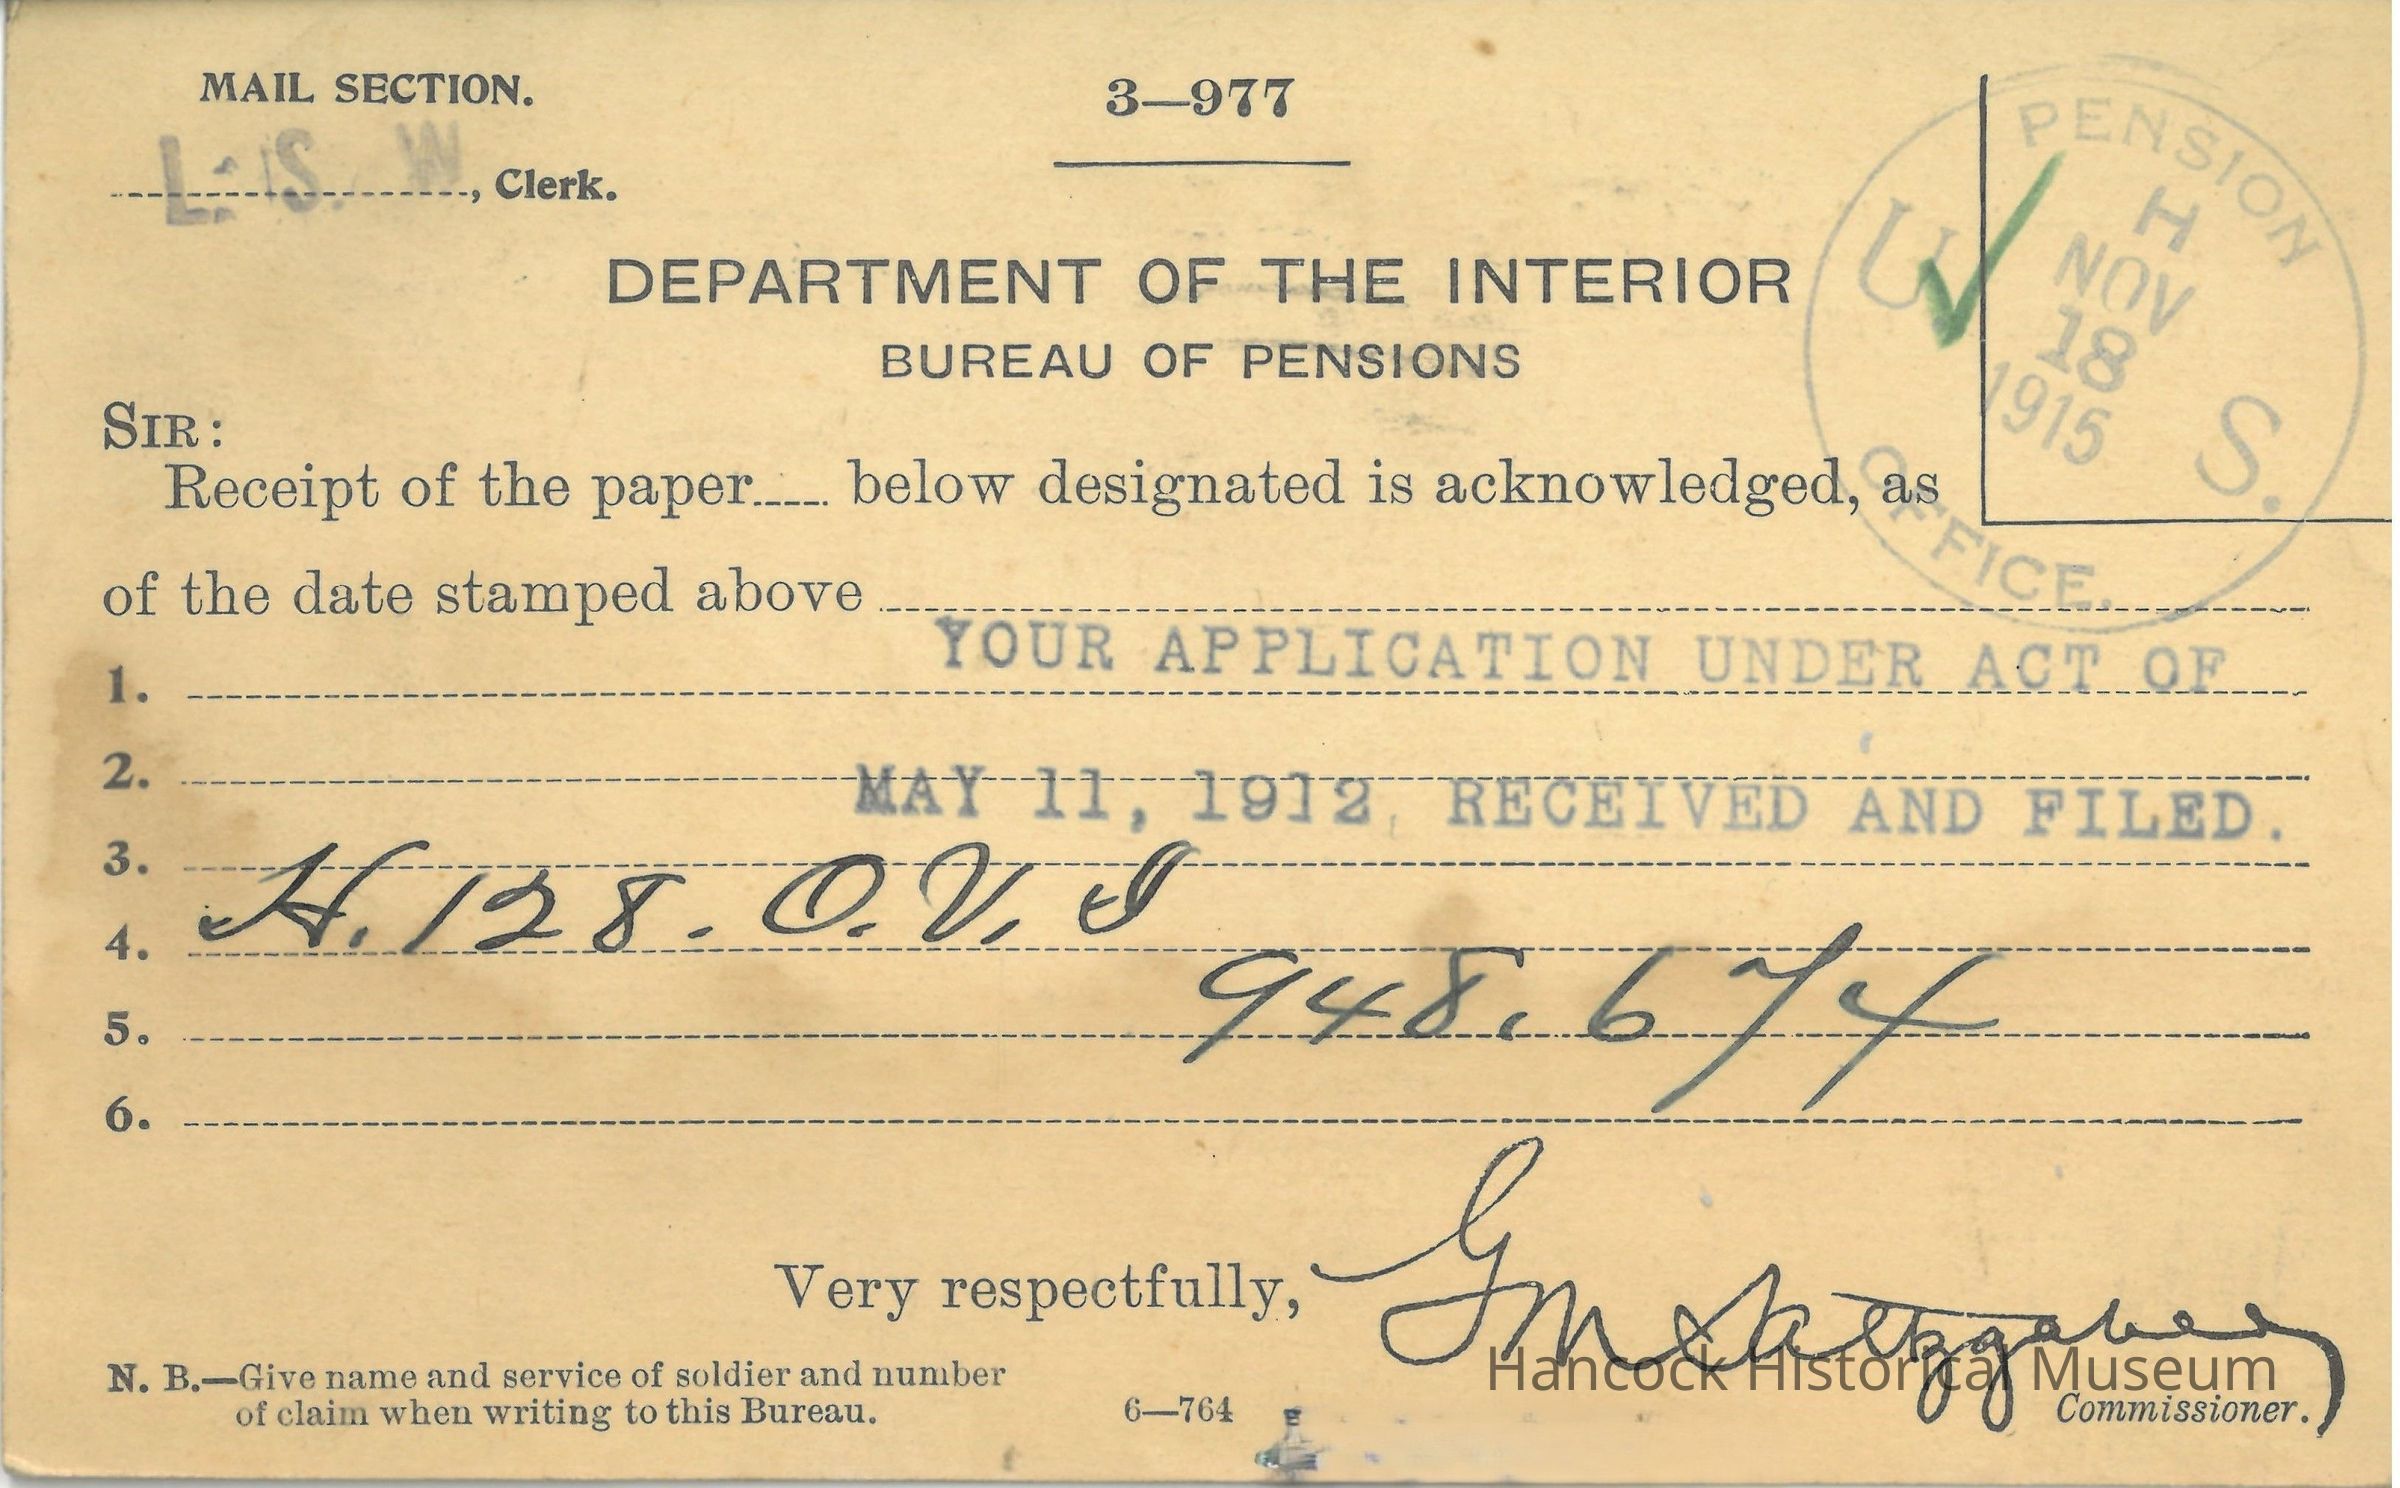 MAIL SECTION.
L. S. W
, Clerk.
3—977
DEPARTMENT OF THE INTERIOR
BUREAU OF PENSIONS
U. S. PENSION OFFICE.
H
NOV
18
1915
SIR:
Receipt of the paper..... below designated is acknowledged, as
of the date stamped above
1. YOUR APPLICATION UNDER ACT OF
2. MAY 11, 1912, RECEIVED AND FILED.
3.
4. H. 128. O. V. I
5. 948.674
6.
Very respectfully,
G M Saltzgaber
Commissioner.
N. B.—Give name and service of soldier and number
of claim when writing to this Bureau.
6—764
Hancock Historical Museum